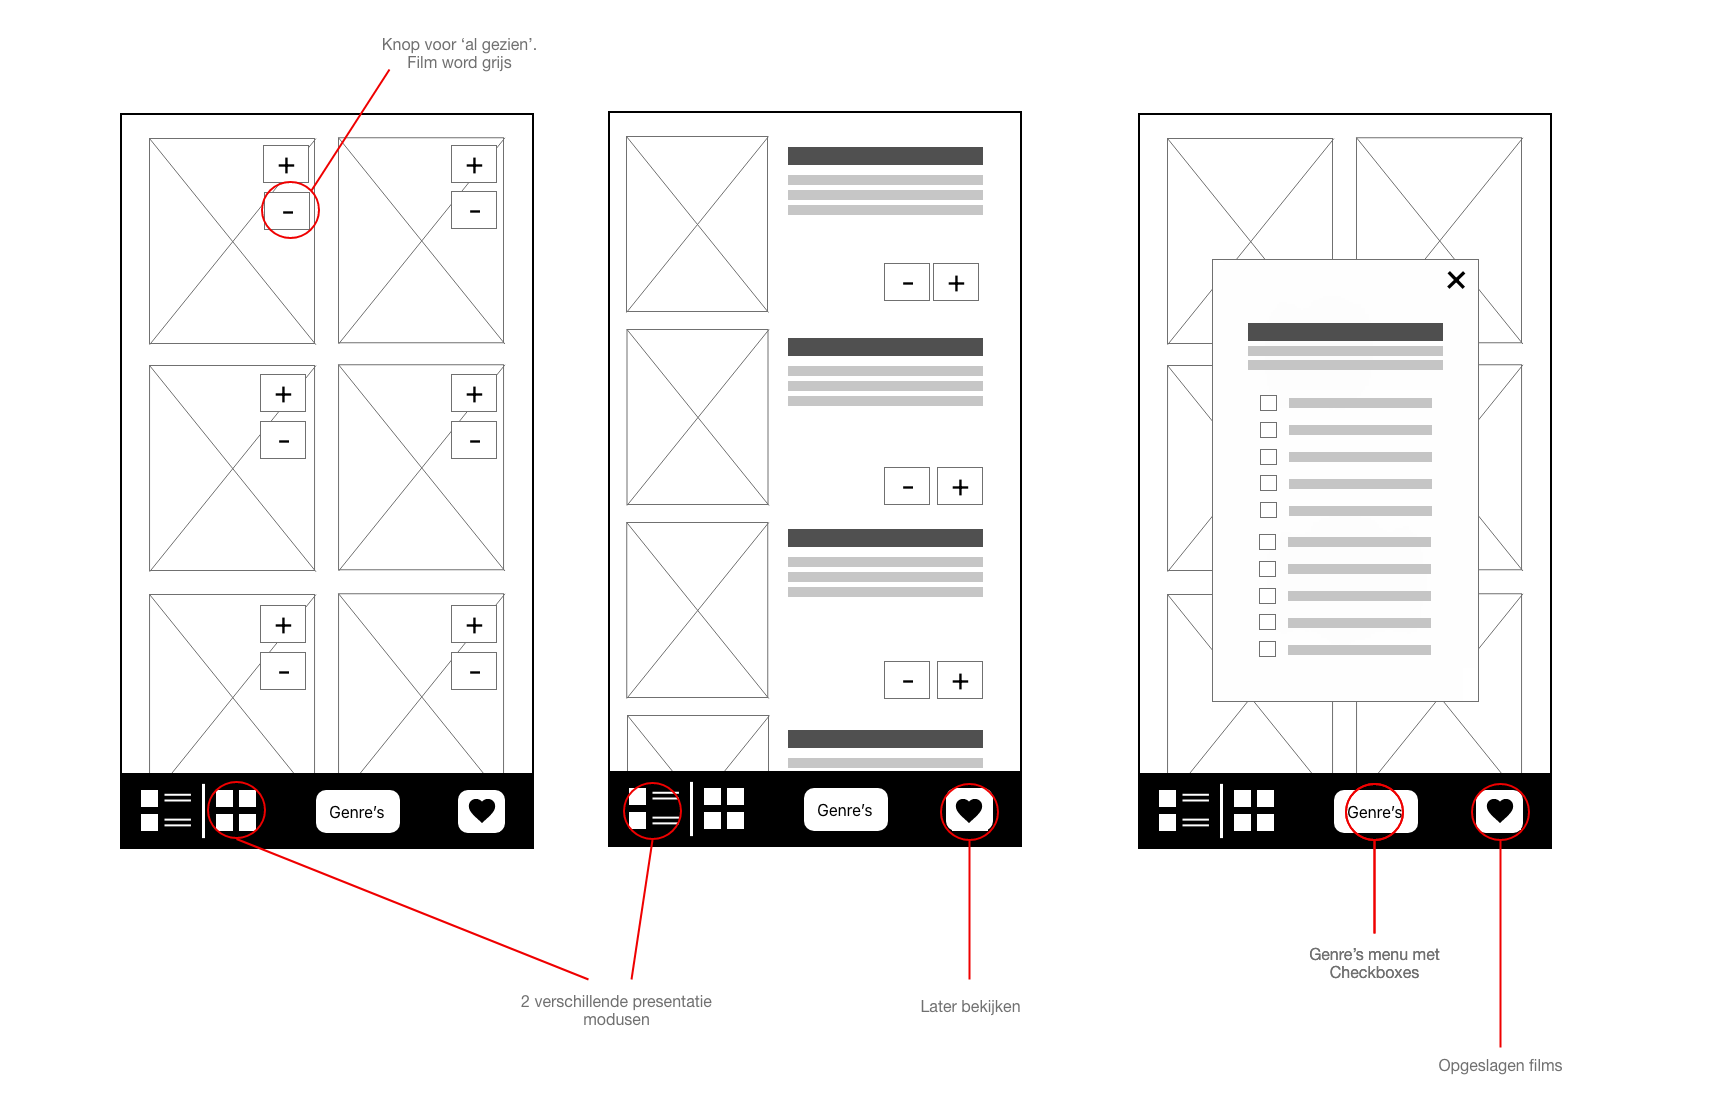 Knop voor ‘al gezien’.
Film word grijs
+
+
-
-
+
+
-
-
+
+
-
-
Genre’s
- +
- +
- +
Genre’s
×
Genre’s
2 verschillende presentatie
modusen
Later bekijken
Genre’s menu met
Checkboxes
Opgeslagen films